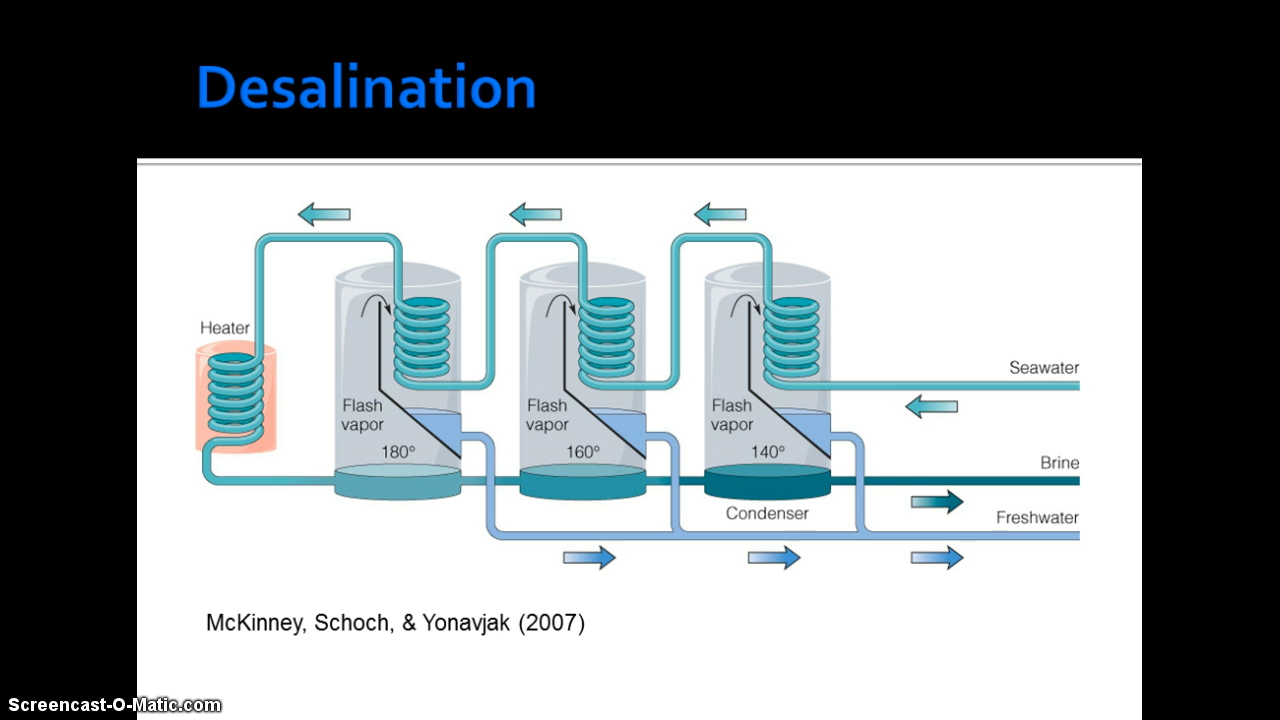 Desalination
Heater
Seawater
Flash
vapor
Flash
vapor
Flash
vapor
180°
160°
140°
Brine
Condenser
Freshwater
McKinney, Schoch, & Yonavjak (2007)
Screencast-O-Matic.com